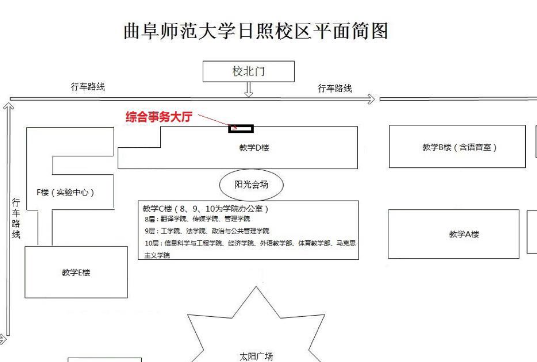 曲阜师范大学日照校区平面简图
校北门
行车路线
行车路线
综合事务大厅
教学D楼
教学B楼（含语音室）
阳光会场
F楼（实验中心）
行车路线
教学C楼（8、9、10为学院办公室）
8层：翻译学院、传媒学院、管理学院
9层：工学院、法学院、政治与公共管理学院
10层：信息科学与工程学院、经济学院、外语教学部、体育教学部、马克思
主义学院
教学A楼
教学E楼
太阳广场